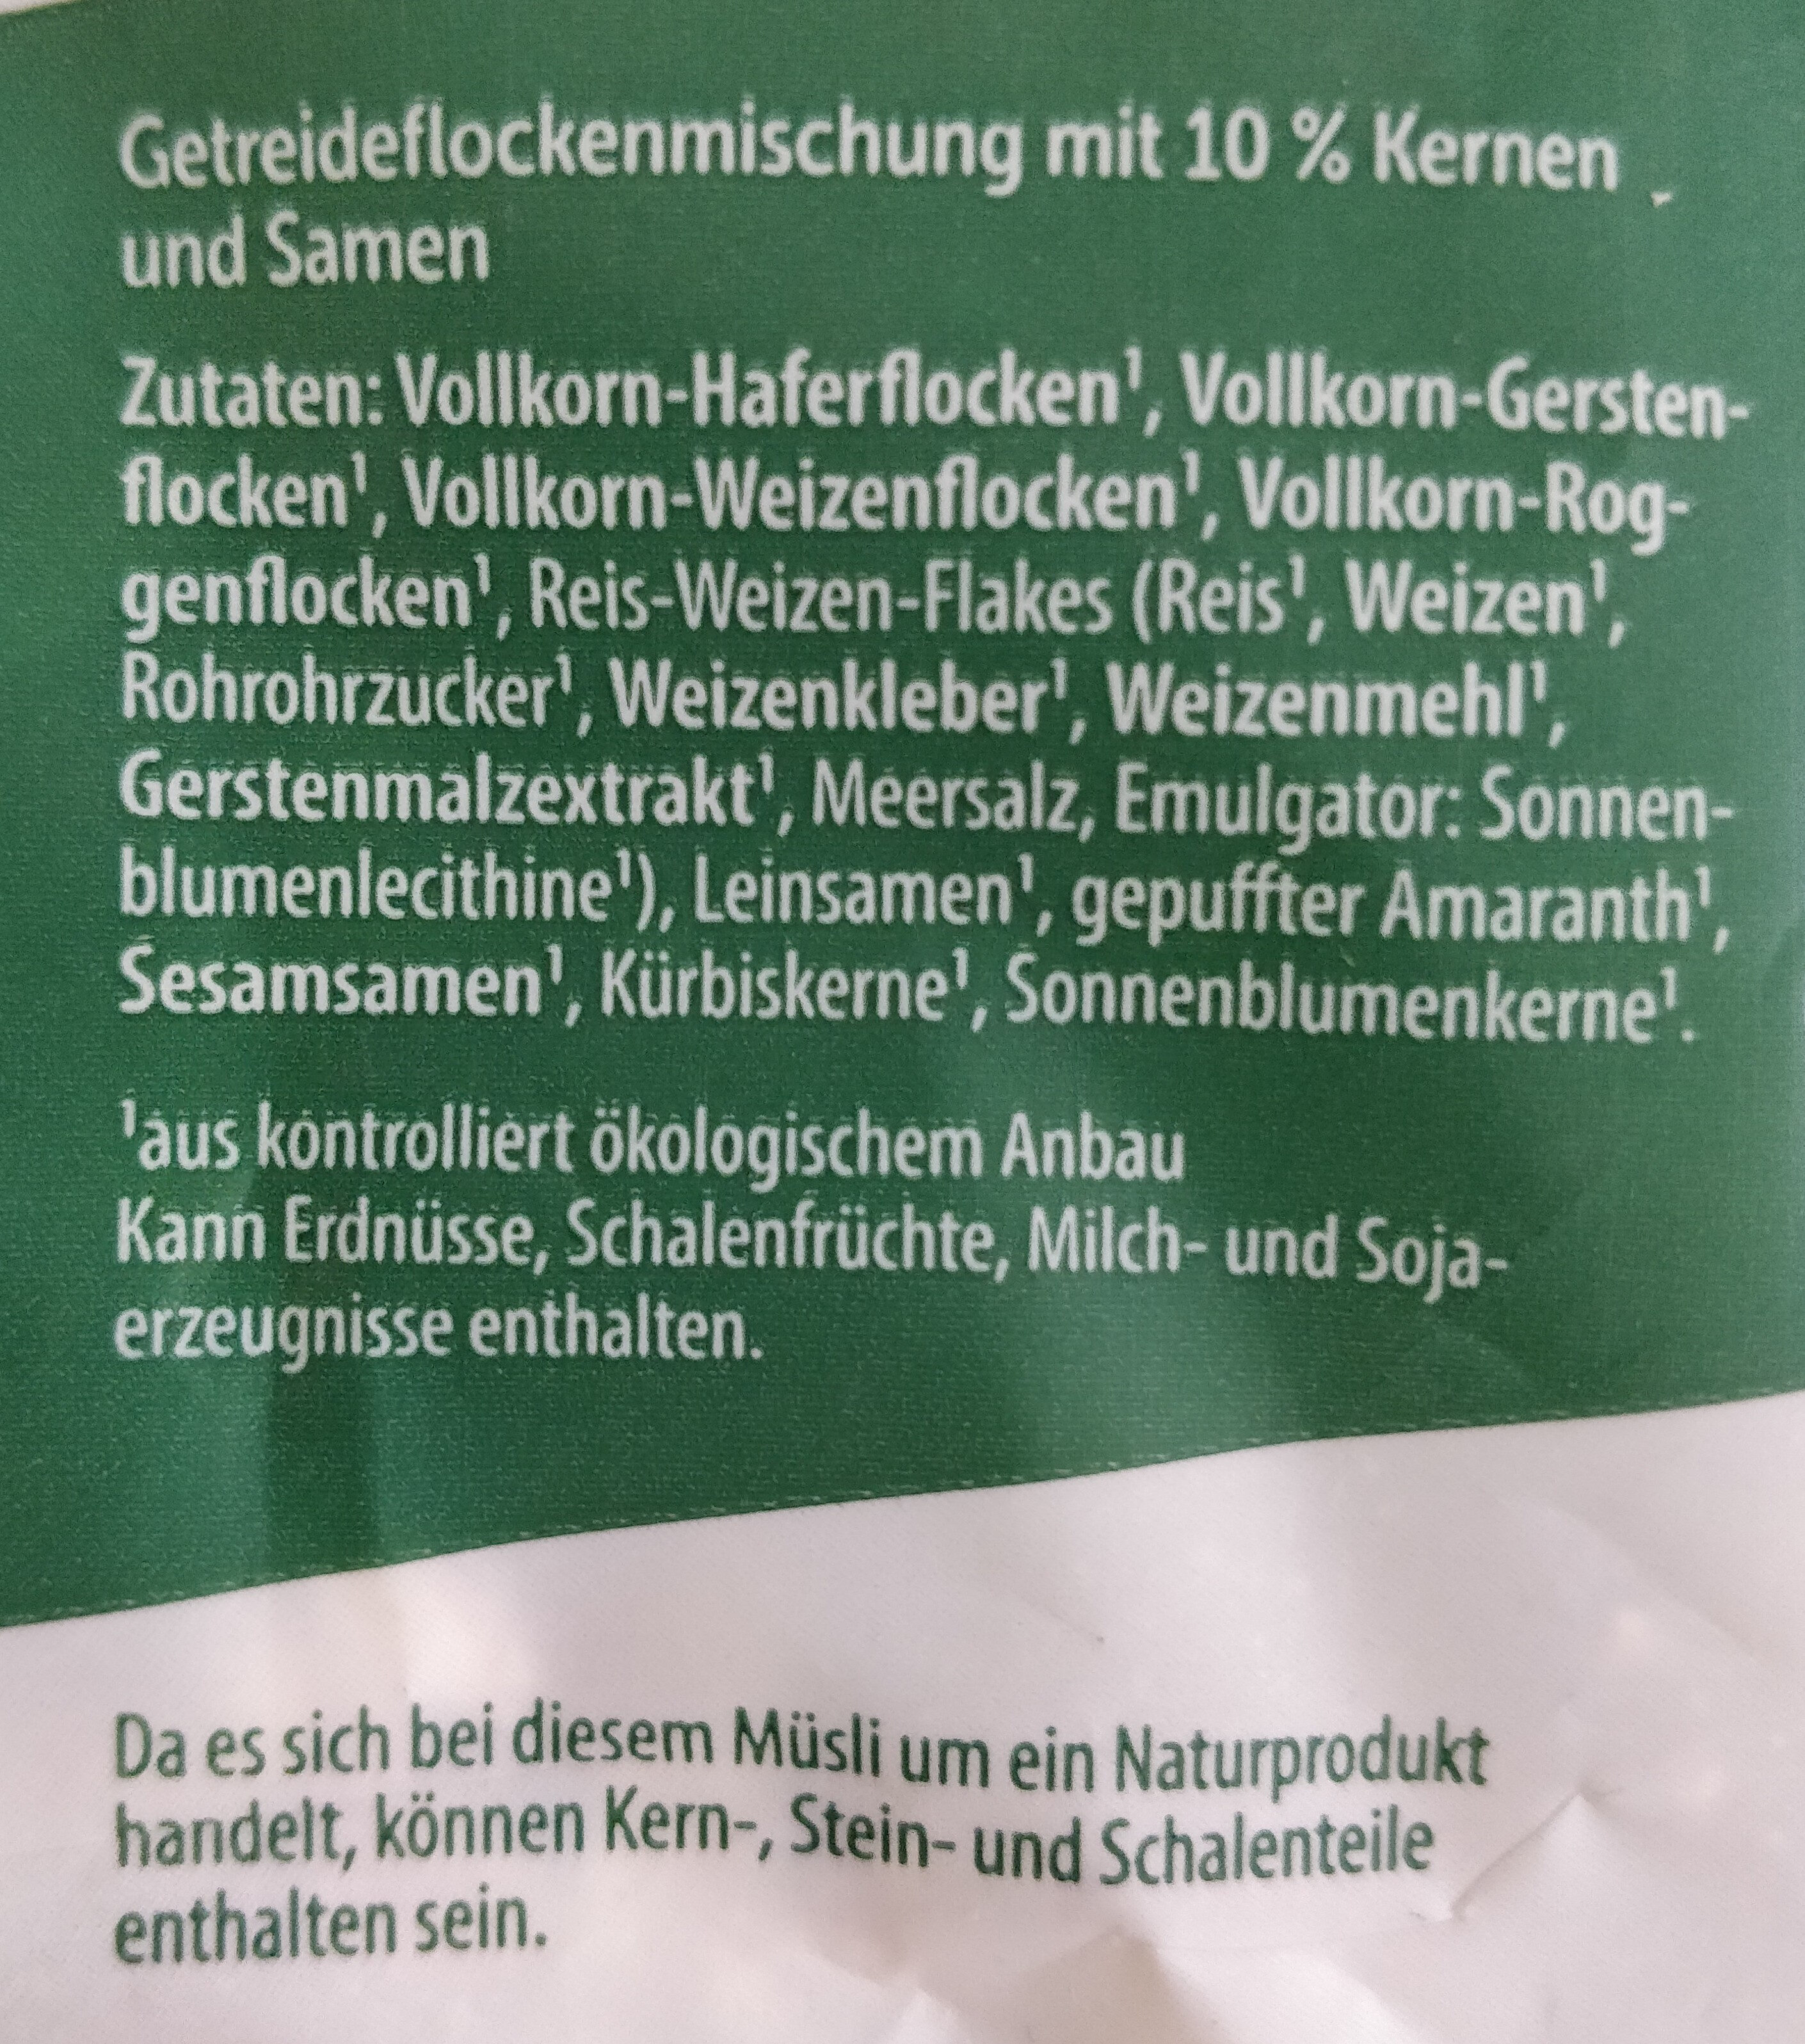 Getreideflockenmischung mit 10 % Kernen
und Samen
Zutaten: Vollkorn-Haferflocken¹, Vollkorn-Gersten-
flocken¹, Vollkorn-Weizenflocken¹, Vollkorn-Rog-
genflocken¹, Reis-Weizen-Flakes (Reis¹, Weizen¹,
Rohrohrzucker¹, Weizenkleber¹, Weizenmehl¹,
Gerstenmalzextrakt¹, Meersalz, Emulgator: Sonnen-
blumenlecithine¹), Leinsamen¹, gepuffter Amaranth¹,
Sesamsamen¹, Kürbiskerne¹, Sonnenblumenkerne¹.
¹aus kontrolliert ökologischem Anbau
Kann Erdnüsse, Schalenfrüchte, Milch- und Soja-
erzeugnisse enthalten.
Da es sich bei diesem Müsli um ein Naturprodukt
handelt, können Kern-, Stein- und Schalenteile
enthalten sein.